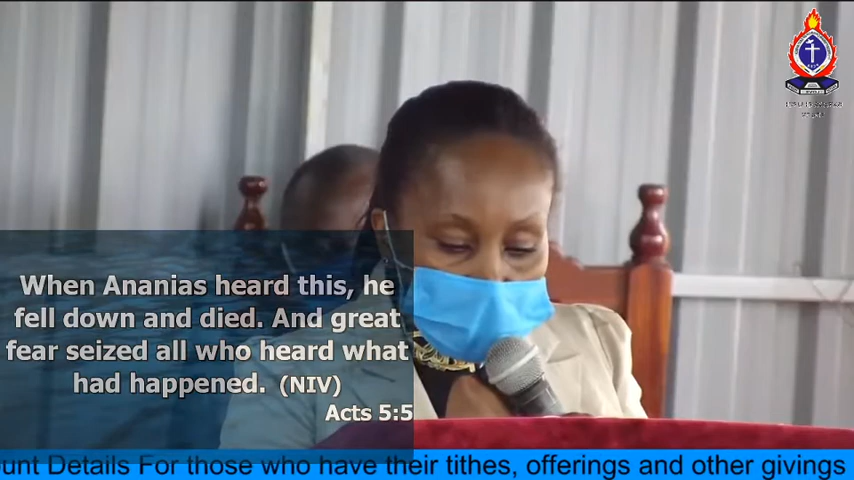 When Ananias heard this, he
fell down and died. And great
fear seized all who heard what
had happened. (NIV)
Acts 5:5
unt Details For those who have their tithes, offerings and other givings